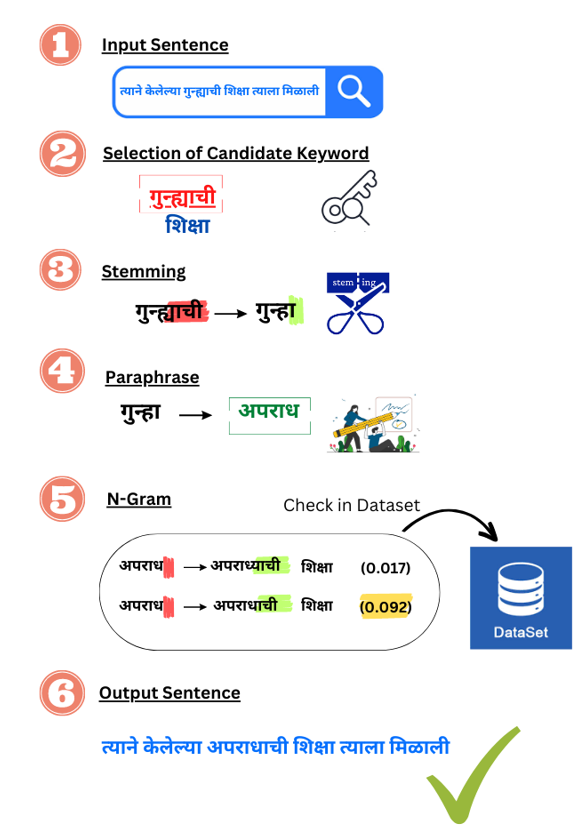 1 Input Sentence
त्याने केलेल्या गुन्ह्याची शिक्षा त्याला मिळाली
2 Selection of Candidate Keyword
गुन्ह्याची
शिक्षा
3 Stemming
गुन्ह्याची → गुन्हा
stem ing
4 Paraphrase
गुन्हा → अपराध
5 N-Gram
Check in Dataset
अपराध → अपराध्याची शिक्षा (0.017)
अपराध → अपराधाची शिक्षा (0.092)
DataSet
6 Output Sentence
त्याने केलेल्या अपराधाची शिक्षा त्याला मिळाली